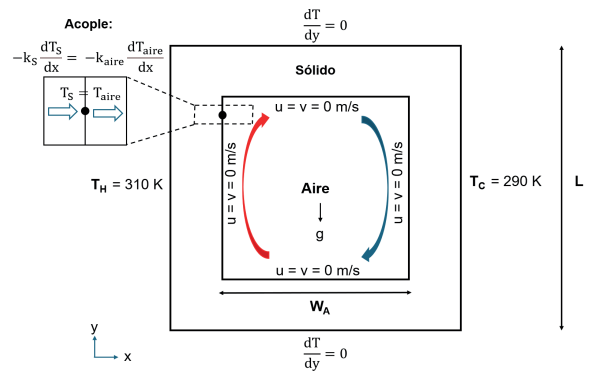 dT/dy = 0
Acople:
−k_S dT_S/dx = −k_aire dT_aire/dx
T_S = T_aire
Sólido
u = v = 0 m/s
u = v = 0 m/s
u = v = 0 m/s
T_H = 310 K
Aire
g
T_C = 290 K
L
u = v = 0 m/s
W_A
y
x
dT/dy = 0